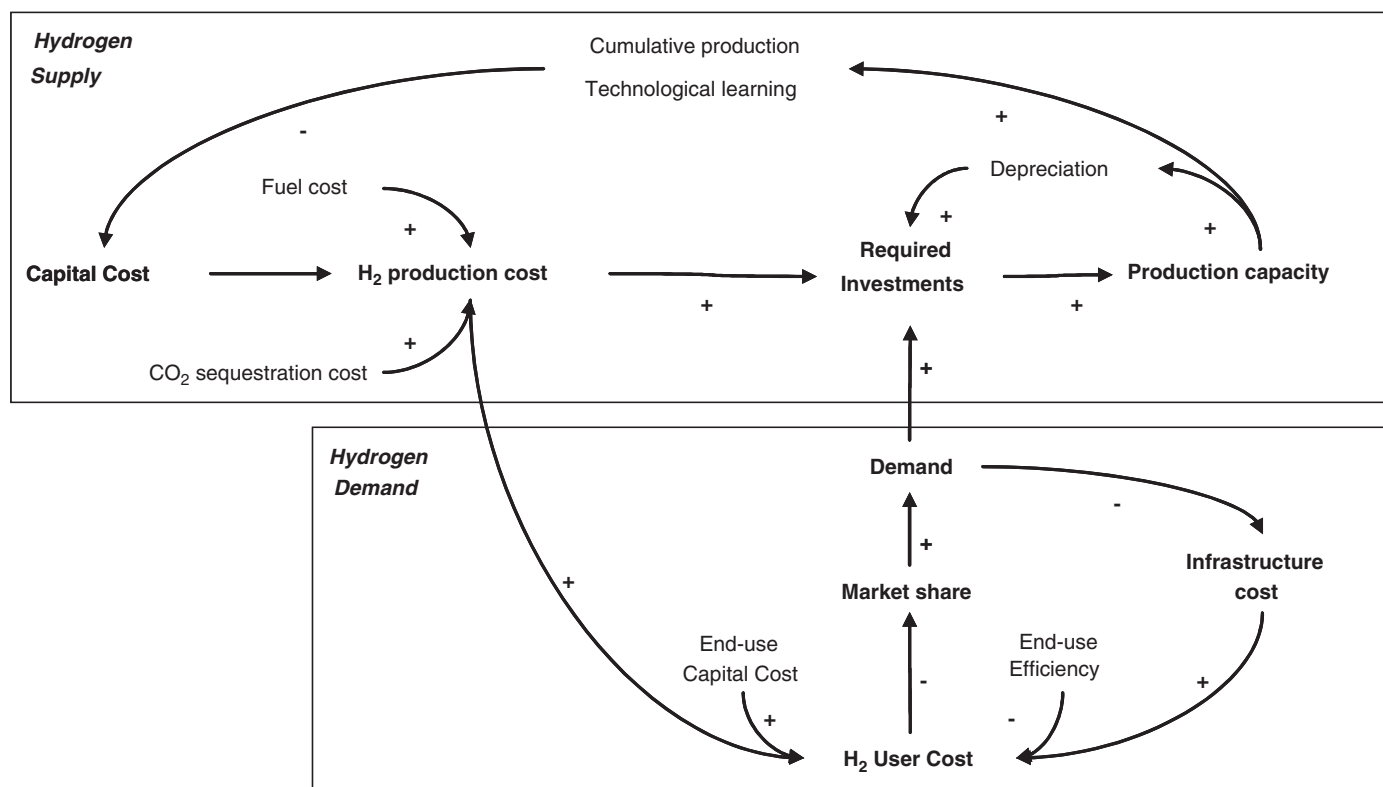 Hydrogen
Supply
Cumulative production
Technological learning
-
+
Fuel cost
Depreciation
+
+
+
Capital Cost
H₂ production cost
Required
Investments
Production capacity
+
+
+
CO₂ sequestration cost
+
Hydrogen
Demand
Demand
-
+
Infrastructure
cost
+
Market share
End-use
Capital Cost
End-use
Efficiency
-
+
+
-
H₂ User Cost